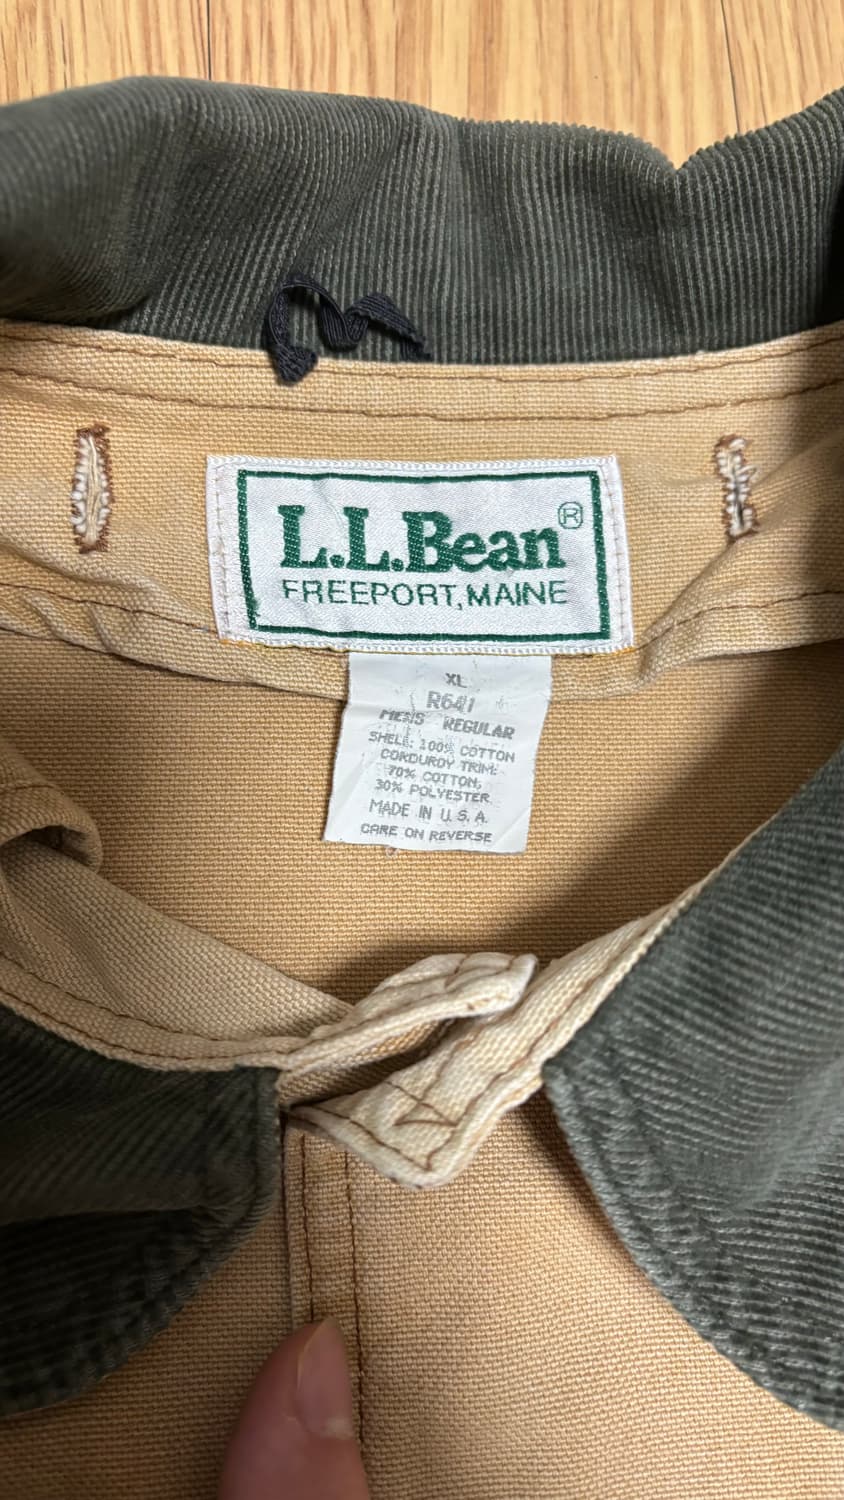 L.L.Bean®
FREEPORT, MAINE
XL
R641
MENS REGULAR
SHELL: 100% COTTON
CORDUROY TRIM:
70% COTTON,
30% POLYESTER
MADE IN U.S.A.
CARE ON REVERSE